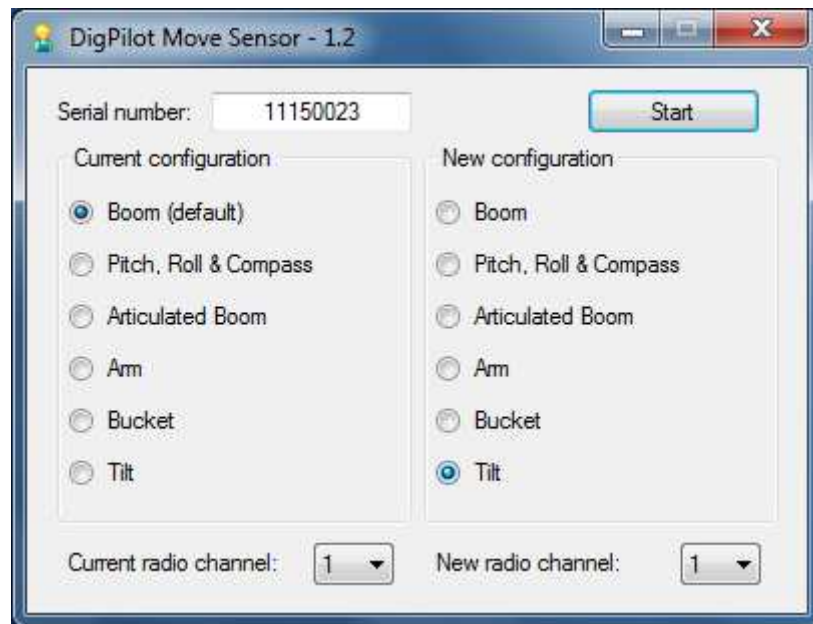 DigPilot Move Sensor - 1.2
Serial number: 11150023 Start
Current configuration
Boom (default)
Pitch, Roll & Compass
Articulated Boom
Arm
Bucket
Tilt
New configuration
Boom
Pitch, Roll & Compass
Articulated Boom
Arm
Bucket
Tilt
Current radio channel: 1
New radio channel: 1